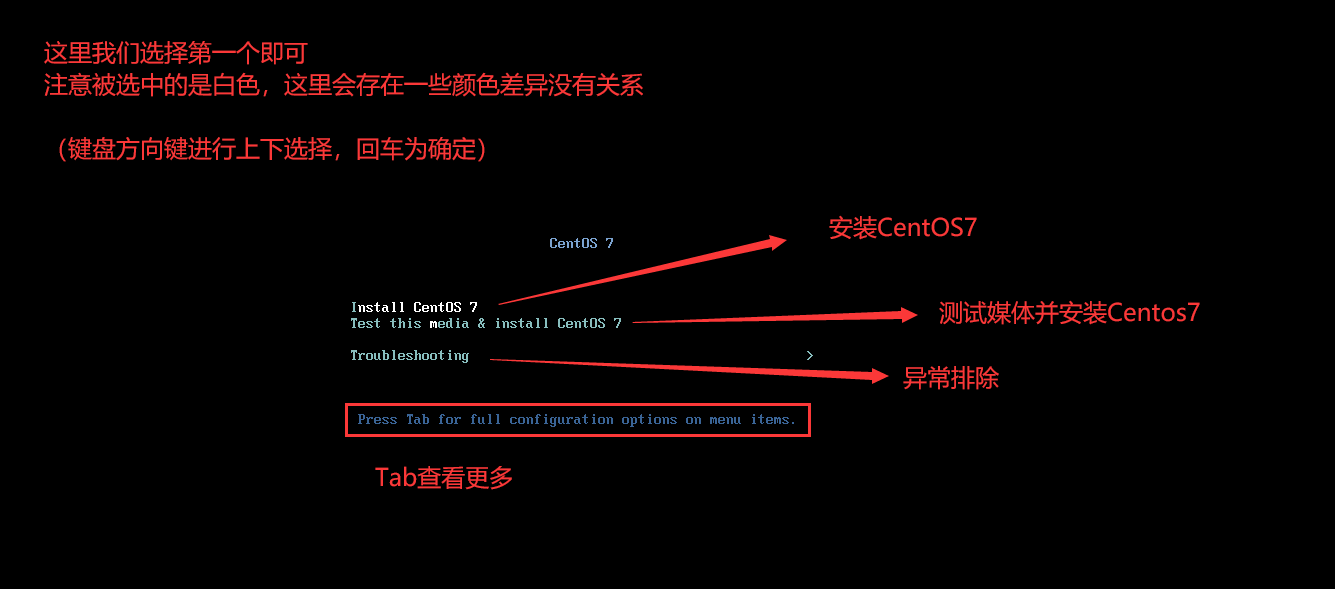 这里我们选择第一个即可
注意被选中的是白色，这里会存在一些颜色差异没有关系
（键盘方向键进行上下选择，回车为确定）
安装CentOS7
CentOS 7
Install CentOS 7
测试媒体并安装Centos7
Test this media & install CentOS 7
Troubleshooting >
异常排除
Press Tab for full configuration options on menu items.
Tab查看更多